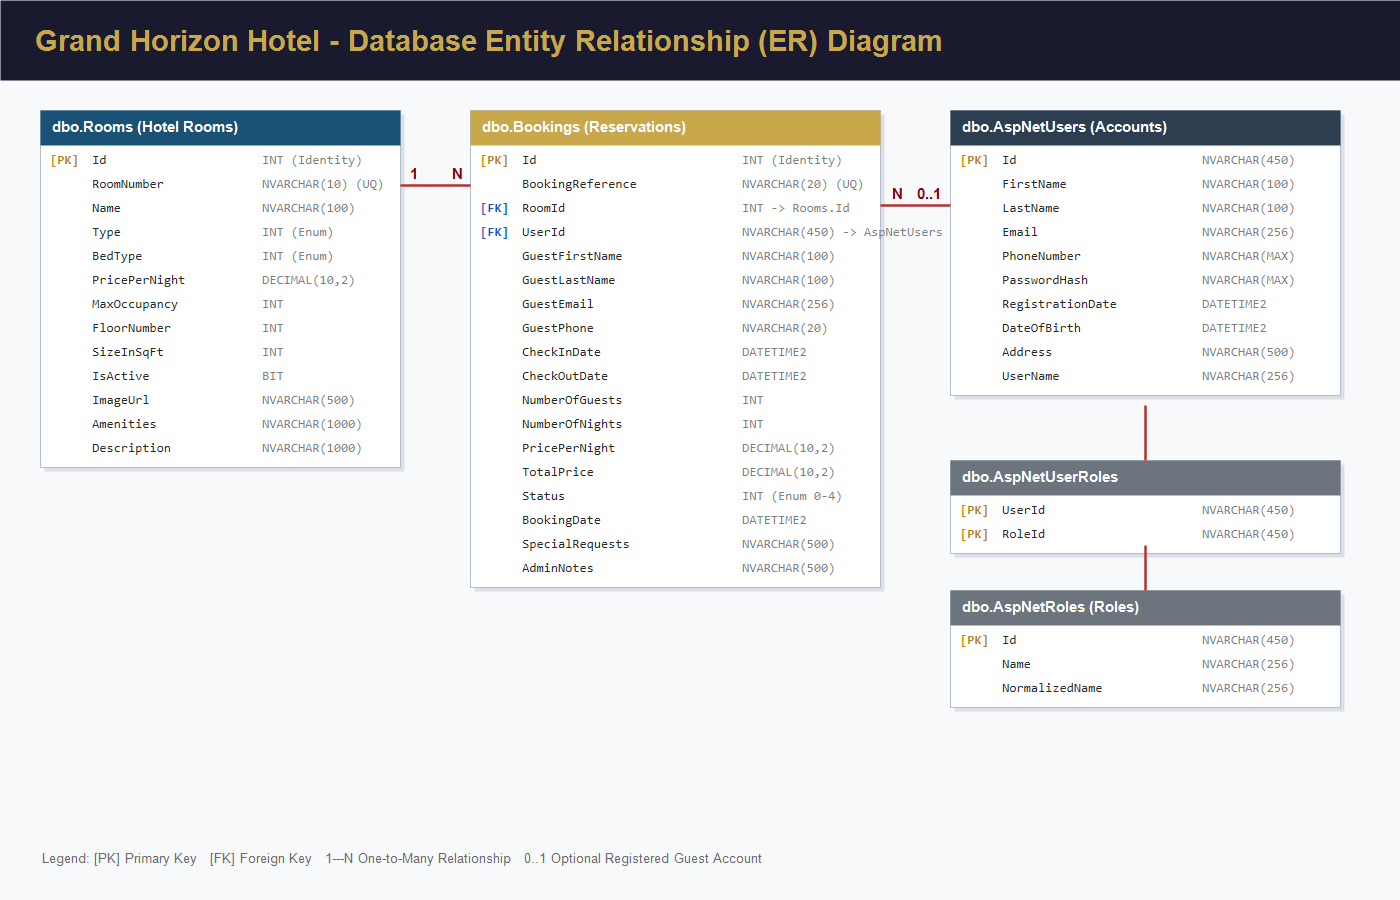 Grand Horizon Hotel - Database Entity Relationship (ER) Diagram
dbo.Rooms (Hotel Rooms)
[PK] Id INT (Identity)
RoomNumber NVARCHAR(10) (UQ)
Name NVARCHAR(100)
Type INT (Enum)
BedType INT (Enum)
PricePerNight DECIMAL(10,2)
MaxOccupancy INT
FloorNumber INT
SizeInSqFt INT
IsActive BIT
ImageUrl NVARCHAR(500)
Amenities NVARCHAR(1000)
Description NVARCHAR(1000)
1 N
dbo.Bookings (Reservations)
[PK] Id INT (Identity)
BookingReference NVARCHAR(20) (UQ)
[FK] RoomId INT -> Rooms.Id
[FK] UserId NVARCHAR(450) -> AspNetUsers
GuestFirstName NVARCHAR(100)
GuestLastName NVARCHAR(100)
GuestEmail NVARCHAR(256)
GuestPhone NVARCHAR(20)
CheckInDate DATETIME2
CheckOutDate DATETIME2
NumberOfGuests INT
NumberOfNights INT
PricePerNight DECIMAL(10,2)
TotalPrice DECIMAL(10,2)
Status INT (Enum 0-4)
BookingDate DATETIME2
SpecialRequests NVARCHAR(500)
AdminNotes NVARCHAR(500)
N 0..1
dbo.AspNetUsers (Accounts)
[PK] Id NVARCHAR(450)
FirstName NVARCHAR(100)
LastName NVARCHAR(100)
Email NVARCHAR(256)
PhoneNumber NVARCHAR(MAX)
PasswordHash NVARCHAR(MAX)
RegistrationDate DATETIME2
DateOfBirth DATETIME2
Address NVARCHAR(500)
UserName NVARCHAR(256)
dbo.AspNetUserRoles
[PK] UserId NVARCHAR(450)
[PK] RoleId NVARCHAR(450)
dbo.AspNetRoles (Roles)
[PK] Id NVARCHAR(450)
Name NVARCHAR(256)
NormalizedName NVARCHAR(256)
Legend: [PK] Primary Key [FK] Foreign Key 1---N One-to-Many Relationship 0..1 Optional Registered Guest Account